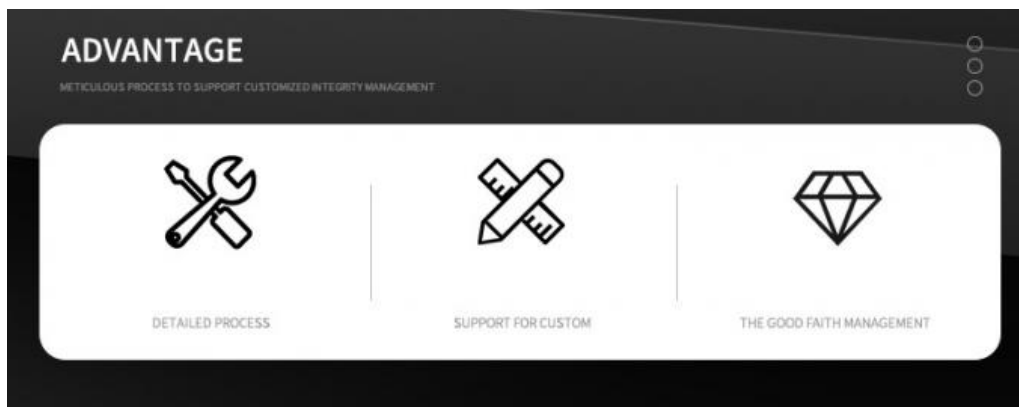 ADVANTAGE
METICULOUS PROCESS TO SUPPORT CUSTOMIZED INTEGRITY MANAGEMENT
DETAILED PROCESS
SUPPORT FOR CUSTOM
THE GOOD FAITH MANAGEMENT